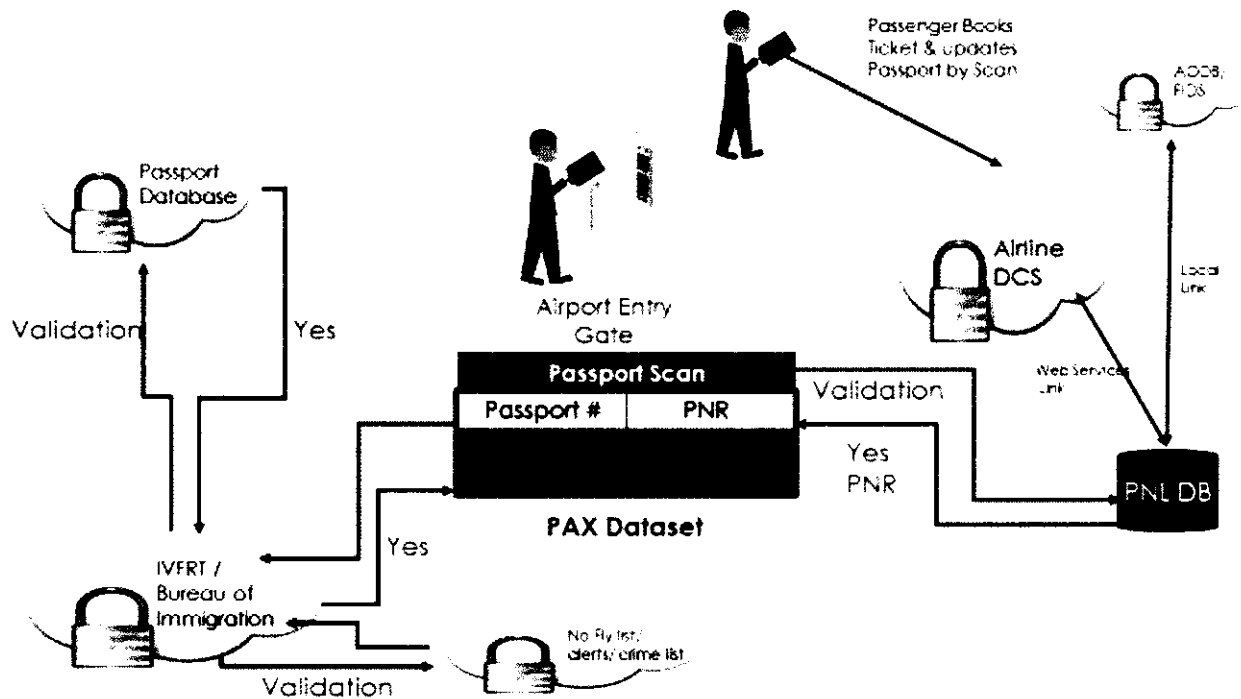 Passenger Books
Ticket & updates
Passport by Scan
AODB/
FIDS
Passport
Database
Airline
DCS
Local
Link
Validation
Yes
Airport Entry
Gate
Passport Scan
Passport #
PNR
Validation
Web Services
Link
Yes
PNR
PNL DB
PAX Dataset
Yes
IVFRT /
Bureau of
Immigration
No Fly list/
alerts/ crime list
Validation